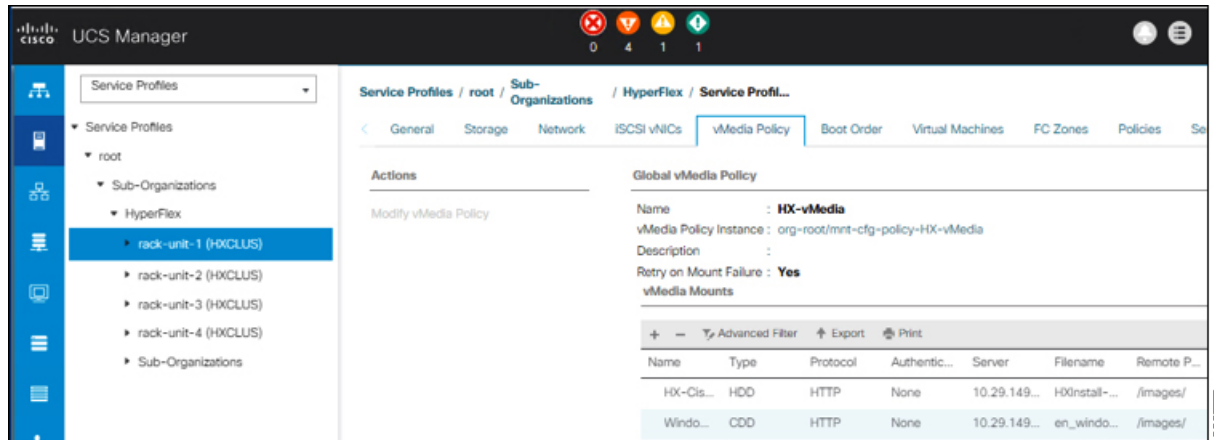 cisco UCS Manager
0 4 1 1
Service Profiles
Service Profiles
root
Sub-Organizations
HyperFlex
rack-unit-1 (HXCLUS)
rack-unit-2 (HXCLUS)
rack-unit-3 (HXCLUS)
rack-unit-4 (HXCLUS)
Sub-Organizations
Service Profiles / root / Sub-Organizations / HyperFlex / Service Profil...
General Storage Network iSCSI vNICs vMedia Policy Boot Order Virtual Machines FC Zones Policies Se
Actions
Modify vMedia Policy
Global vMedia Policy
Name : HX-vMedia
vMedia Policy Instance : org-root/mnt-cfg-policy-HX-vMedia
Description :
Retry on Mount Failure : Yes
vMedia Mounts
+ − Advanced Filter Export Print
Name Type Protocol Authentic... Server Filename Remote P...
HX-Cis... HDD HTTP None 10.29.149... HXInstall-... /images/
Windo... CDD HTTP None 10.29.149... en_windo... /images/